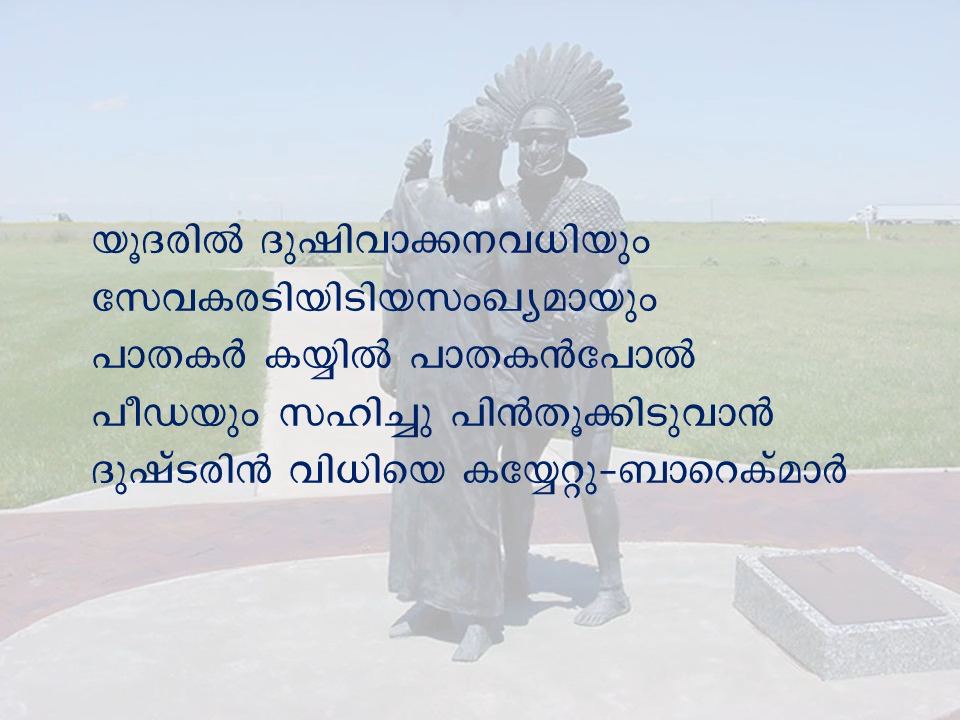 യൂദരിൽ ദുഷിവാക്കനവധിയും
സേവകരടിയിടിയസംഖ്യമായും
പാതകർ കയ്യിൽ പാതകൻപോൽ
പീഡയും സഹിച്ചു പിൻതൂക്കിടുവാൻ
ദുഷ്ടരിൻ വിധിയെ കയ്യേറ്റു-ബാറെക്മാർ